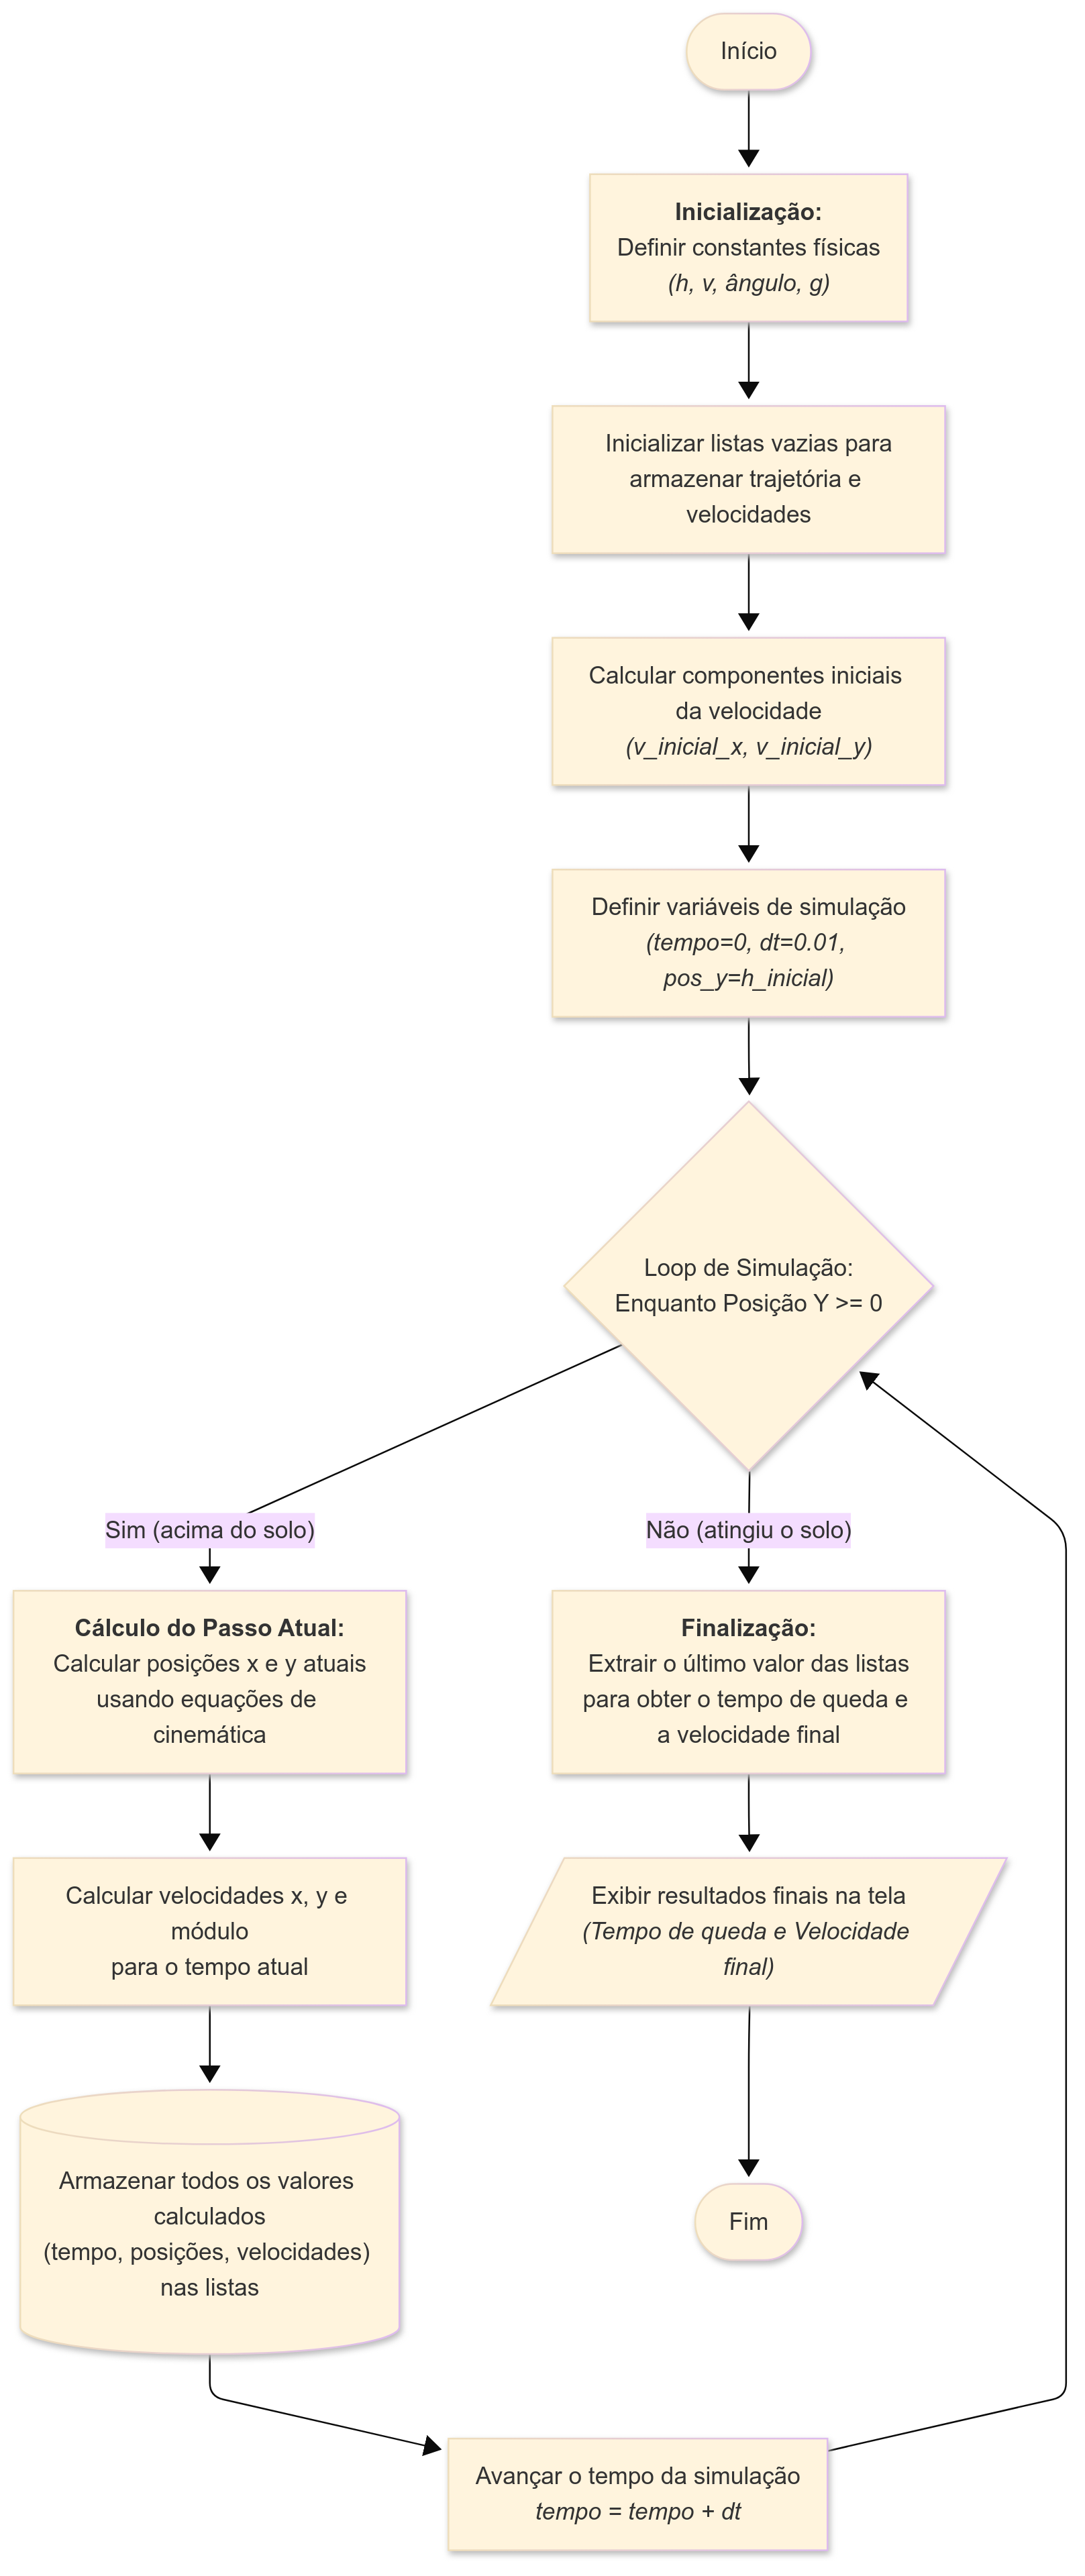 Início
Inicialização:
Definir constantes físicas
(h, v, ângulo, g)
Inicializar listas vazias para
armazenar trajetória e
velocidades
Calcular componentes iniciais
da velocidade
(v_inicial_x, v_inicial_y)
Definir variáveis de simulação
(tempo=0, dt=0.01,
pos_y=h_inicial)
Loop de Simulação:
Enquanto Posição Y >= 0
Sim (acima do solo)
Não (atingiu o solo)
Cálculo do Passo Atual:
Calcular posições x e y atuais
usando equações de
cinemática
Finalização:
Extrair o último valor das listas
para obter o tempo de queda e
a velocidade final
Calcular velocidades x, y e
módulo
para o tempo atual
Exibir resultados finais na tela
(Tempo de queda e Velocidade
final)
Armazenar todos os valores
calculados
(tempo, posições, velocidades)
nas listas
Fim
Avançar o tempo da simulação
tempo = tempo + dt